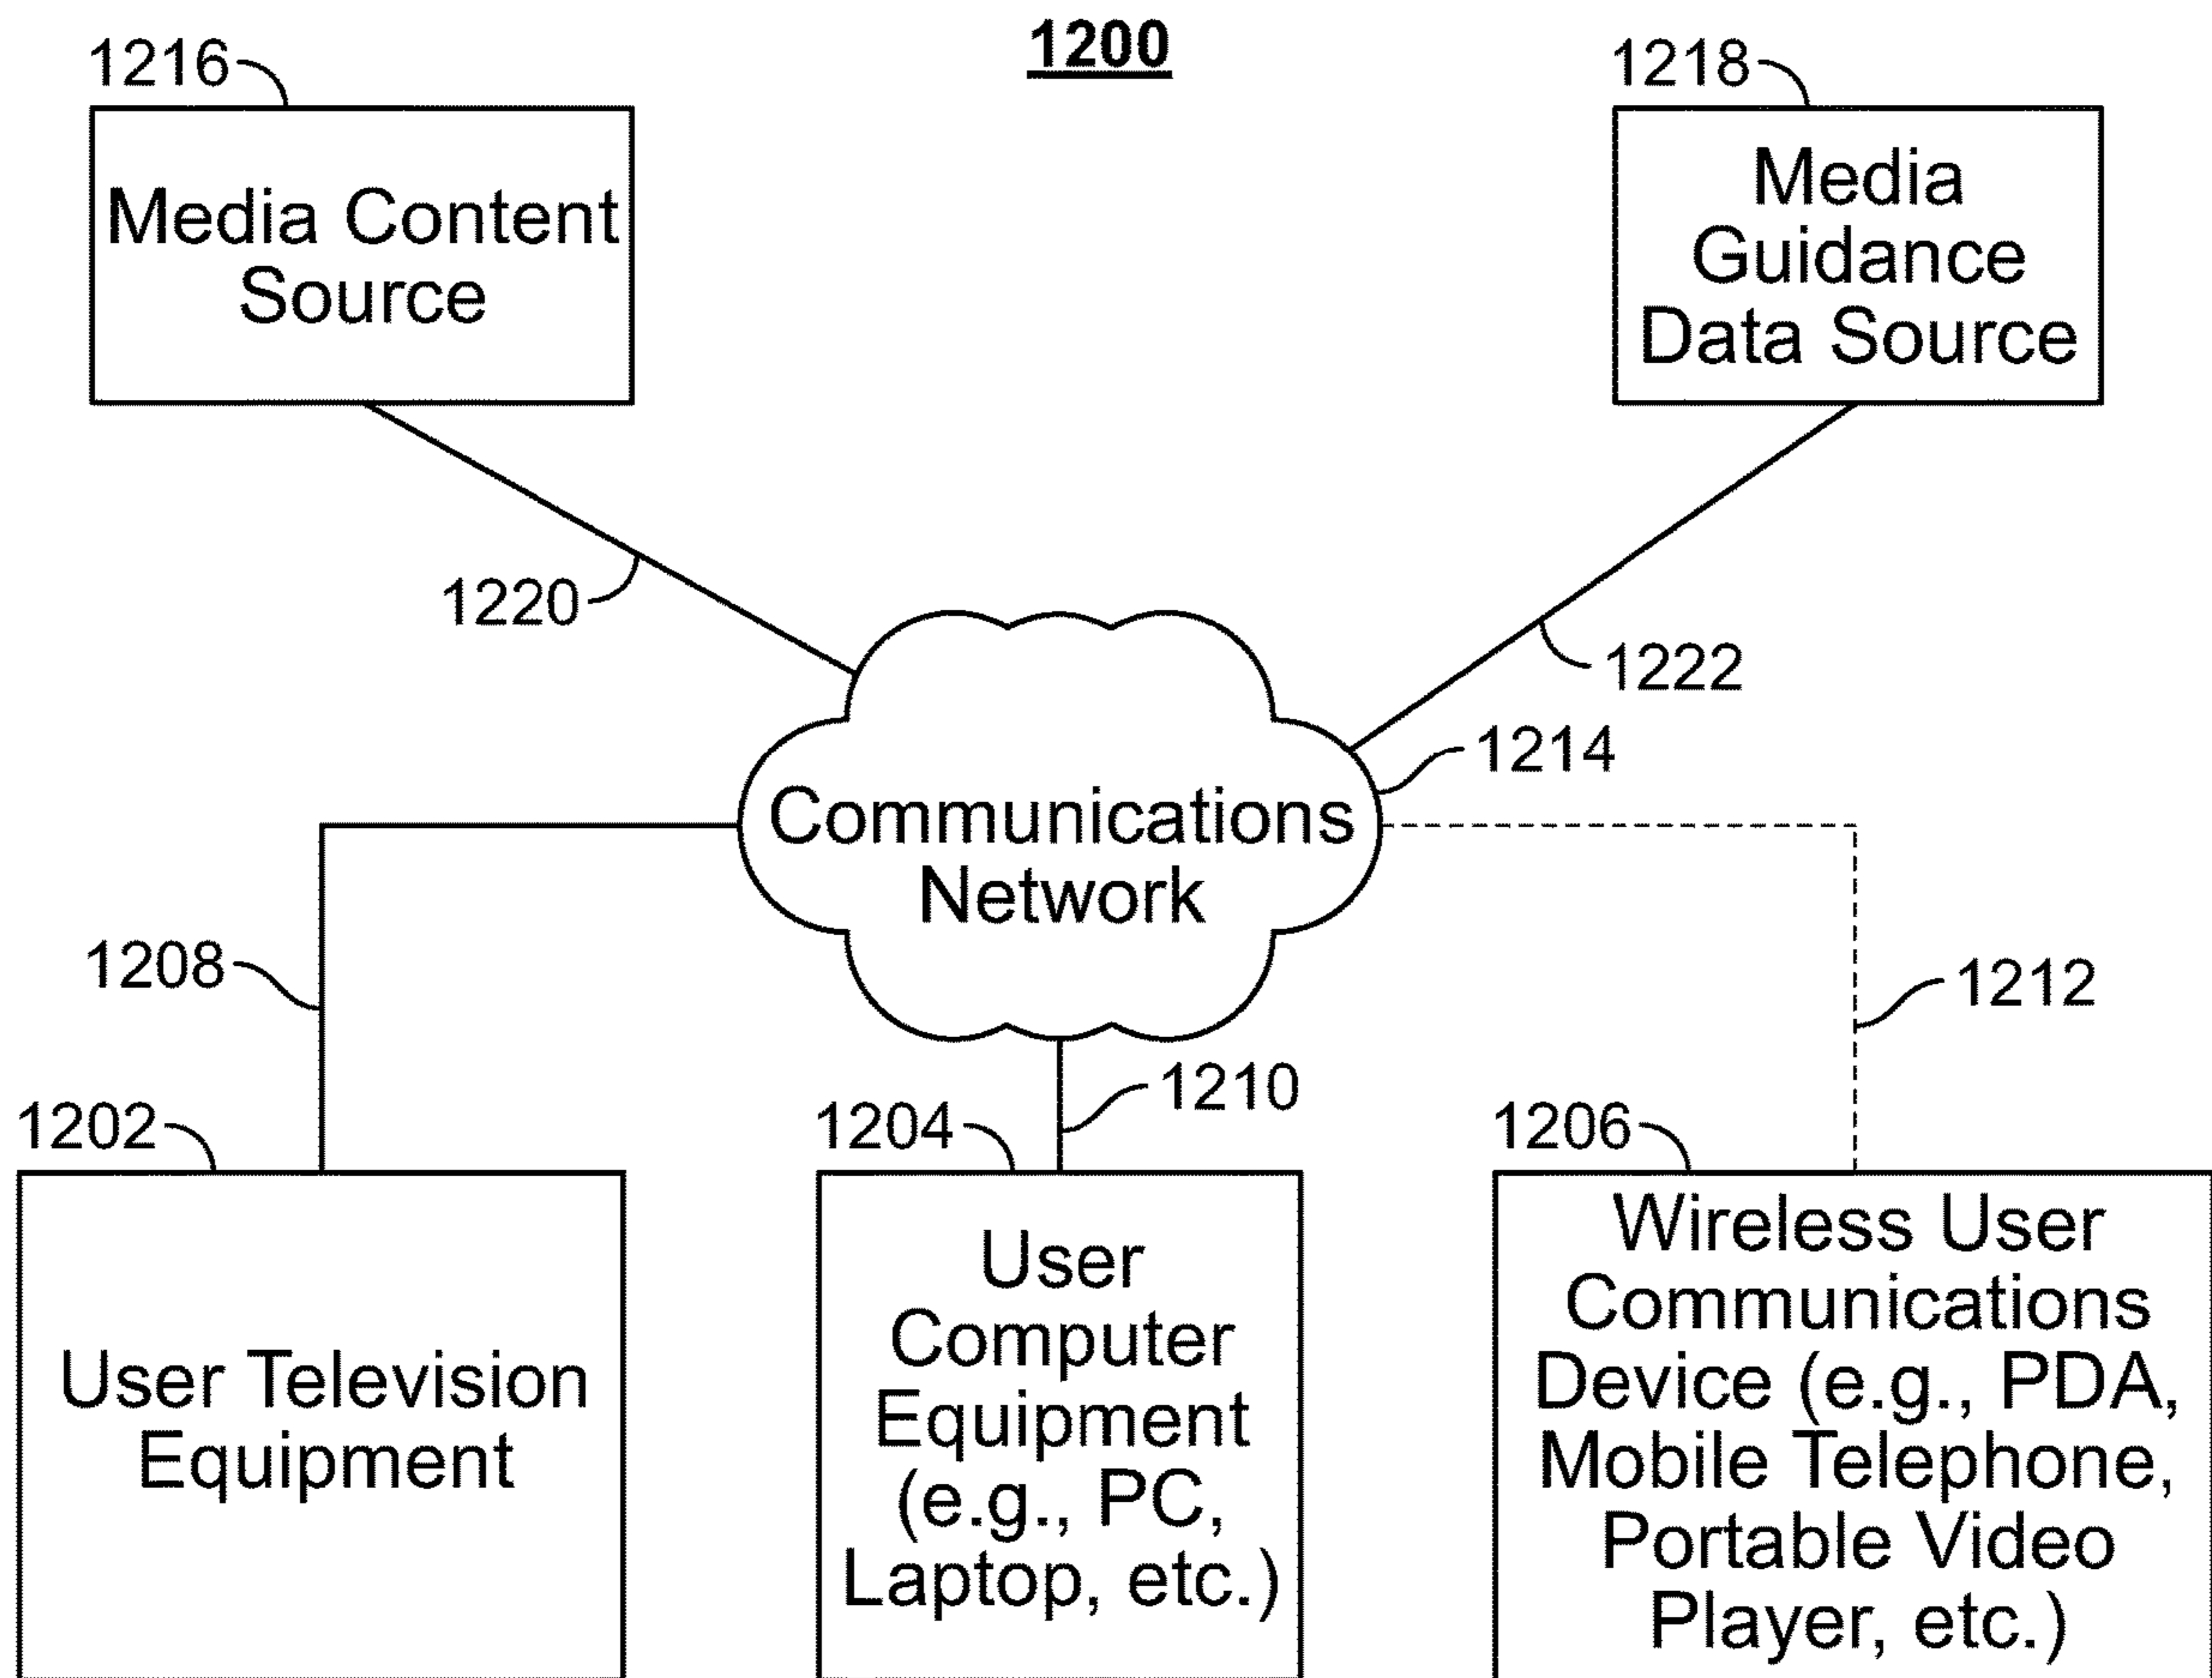 1200
1216
Media Content
Source
1218
Media
Guidance
Data Source
1220
1222
1214
Communications
Network
1208
1212
1210
1202
User Television
Equipment
1204
User
Computer
Equipment
(e.g., PC,
Laptop, etc.)
1206
Wireless User
Communications
Device (e.g., PDA,
Mobile Telephone,
Portable Video
Player, etc.)